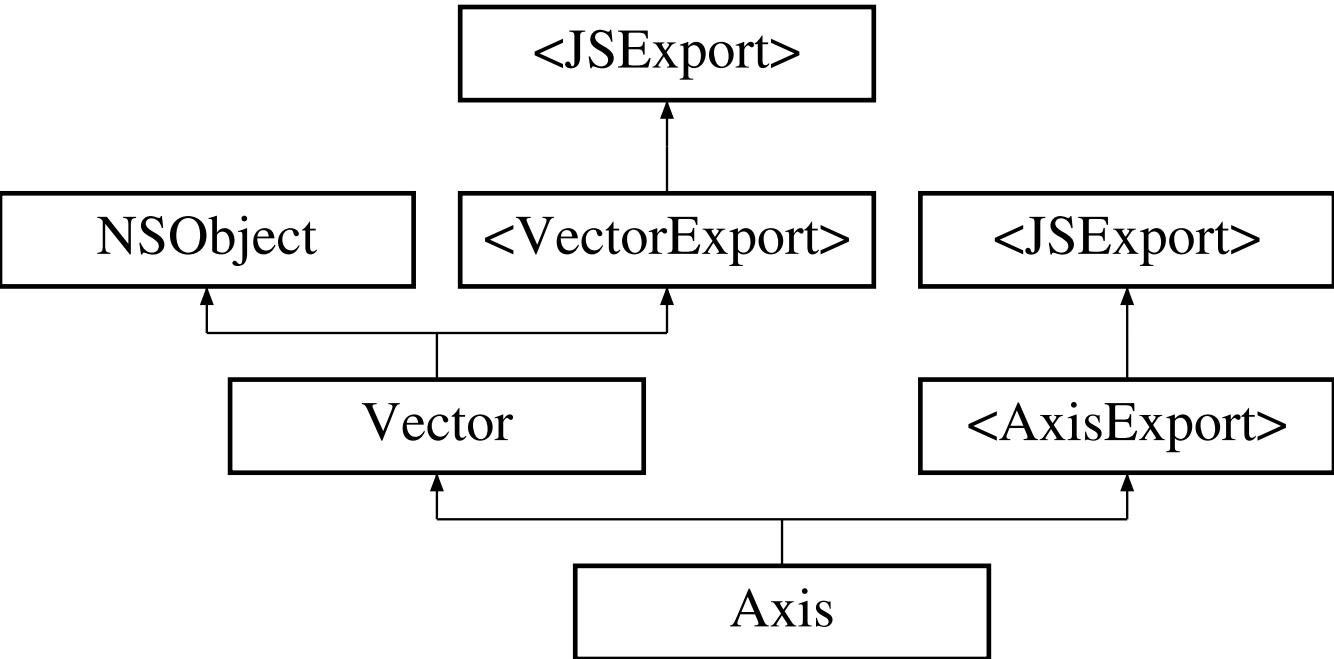 <JSExport>
NSObject
<VectorExport>
<JSExport>
Vector
<AxisExport>
Axis